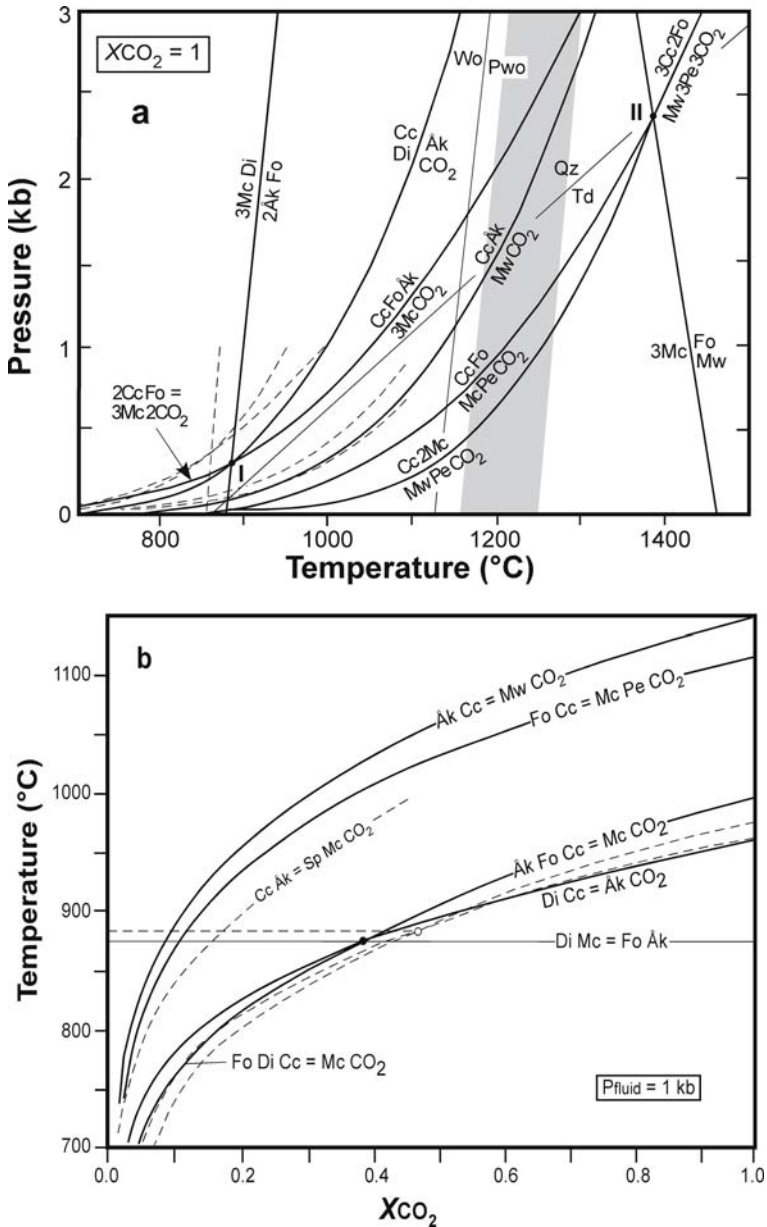 3
2
1
0
Pressure (kb)
XCO₂ = 1
a
3Mc Di
2Åk Fo
Cc
Di
Åk
CO₂
Wo
Pwo
II
3Cc2Fo
Mw3Pe3CO₂
Qz
Td
CcFoÅk
3McCO₂
CcÅk
MwCO₂
CcFo
McPeCO₂
Cc2Mc
MwPeCO₂
3Mc
Fo
Mw
2CcFo =
3Mc2CO₂
I
800
1000
1200
1400
Temperature (°C)
b
1100
1000
900
800
700
Temperature (°C)
Åk Cc = Mw CO₂
Fo Cc = Mc Pe CO₂
Cc Åk = Sp Mc CO₂
Åk Fo Cc = Mc CO₂
Di Cc = Åk CO₂
Di Mc = Fo Åk
Fo Di Cc = Mc CO₂
Pfluid = 1 kb
0.0
0.2
0.4
0.6
0.8
1.0
XCO₂